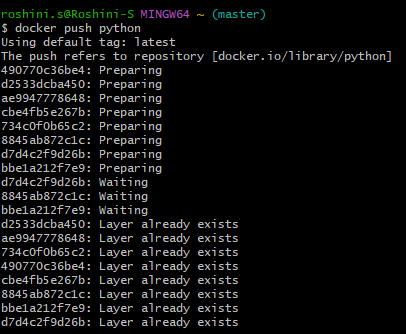 roshini.s@Roshini-S MINGW64 ~ (master)
$ docker push python
Using default tag: latest
The push refers to repository [docker.io/library/python]
490770c36be4: Preparing
d2533dcba450: Preparing
ae9947778648: Preparing
cbe4fb5e267b: Preparing
734c0f0b65c2: Preparing
8845ab872c1c: Preparing
d7d4c2f9d26b: Preparing
bbe1a212f7e9: Preparing
d7d4c2f9d26b: Waiting
8845ab872c1c: Waiting
bbe1a212f7e9: Waiting
d2533dcba450: Layer already exists
ae9947778648: Layer already exists
734c0f0b65c2: Layer already exists
490770c36be4: Layer already exists
cbe4fb5e267b: Layer already exists
8845ab872c1c: Layer already exists
bbe1a212f7e9: Layer already exists
d7d4c2f9d26b: Layer already exists